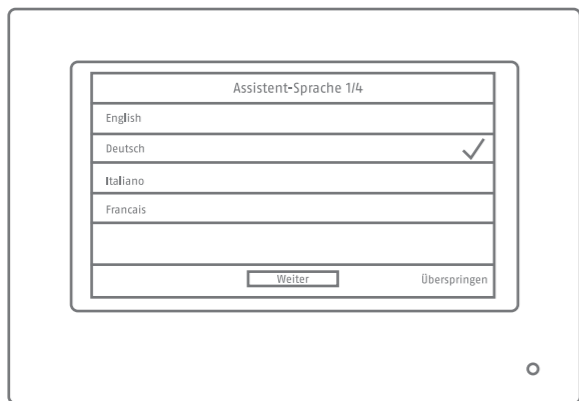 Assistent-Sprache 1/4
English
Deutsch
Italiano
Francais
Weiter Überspringen